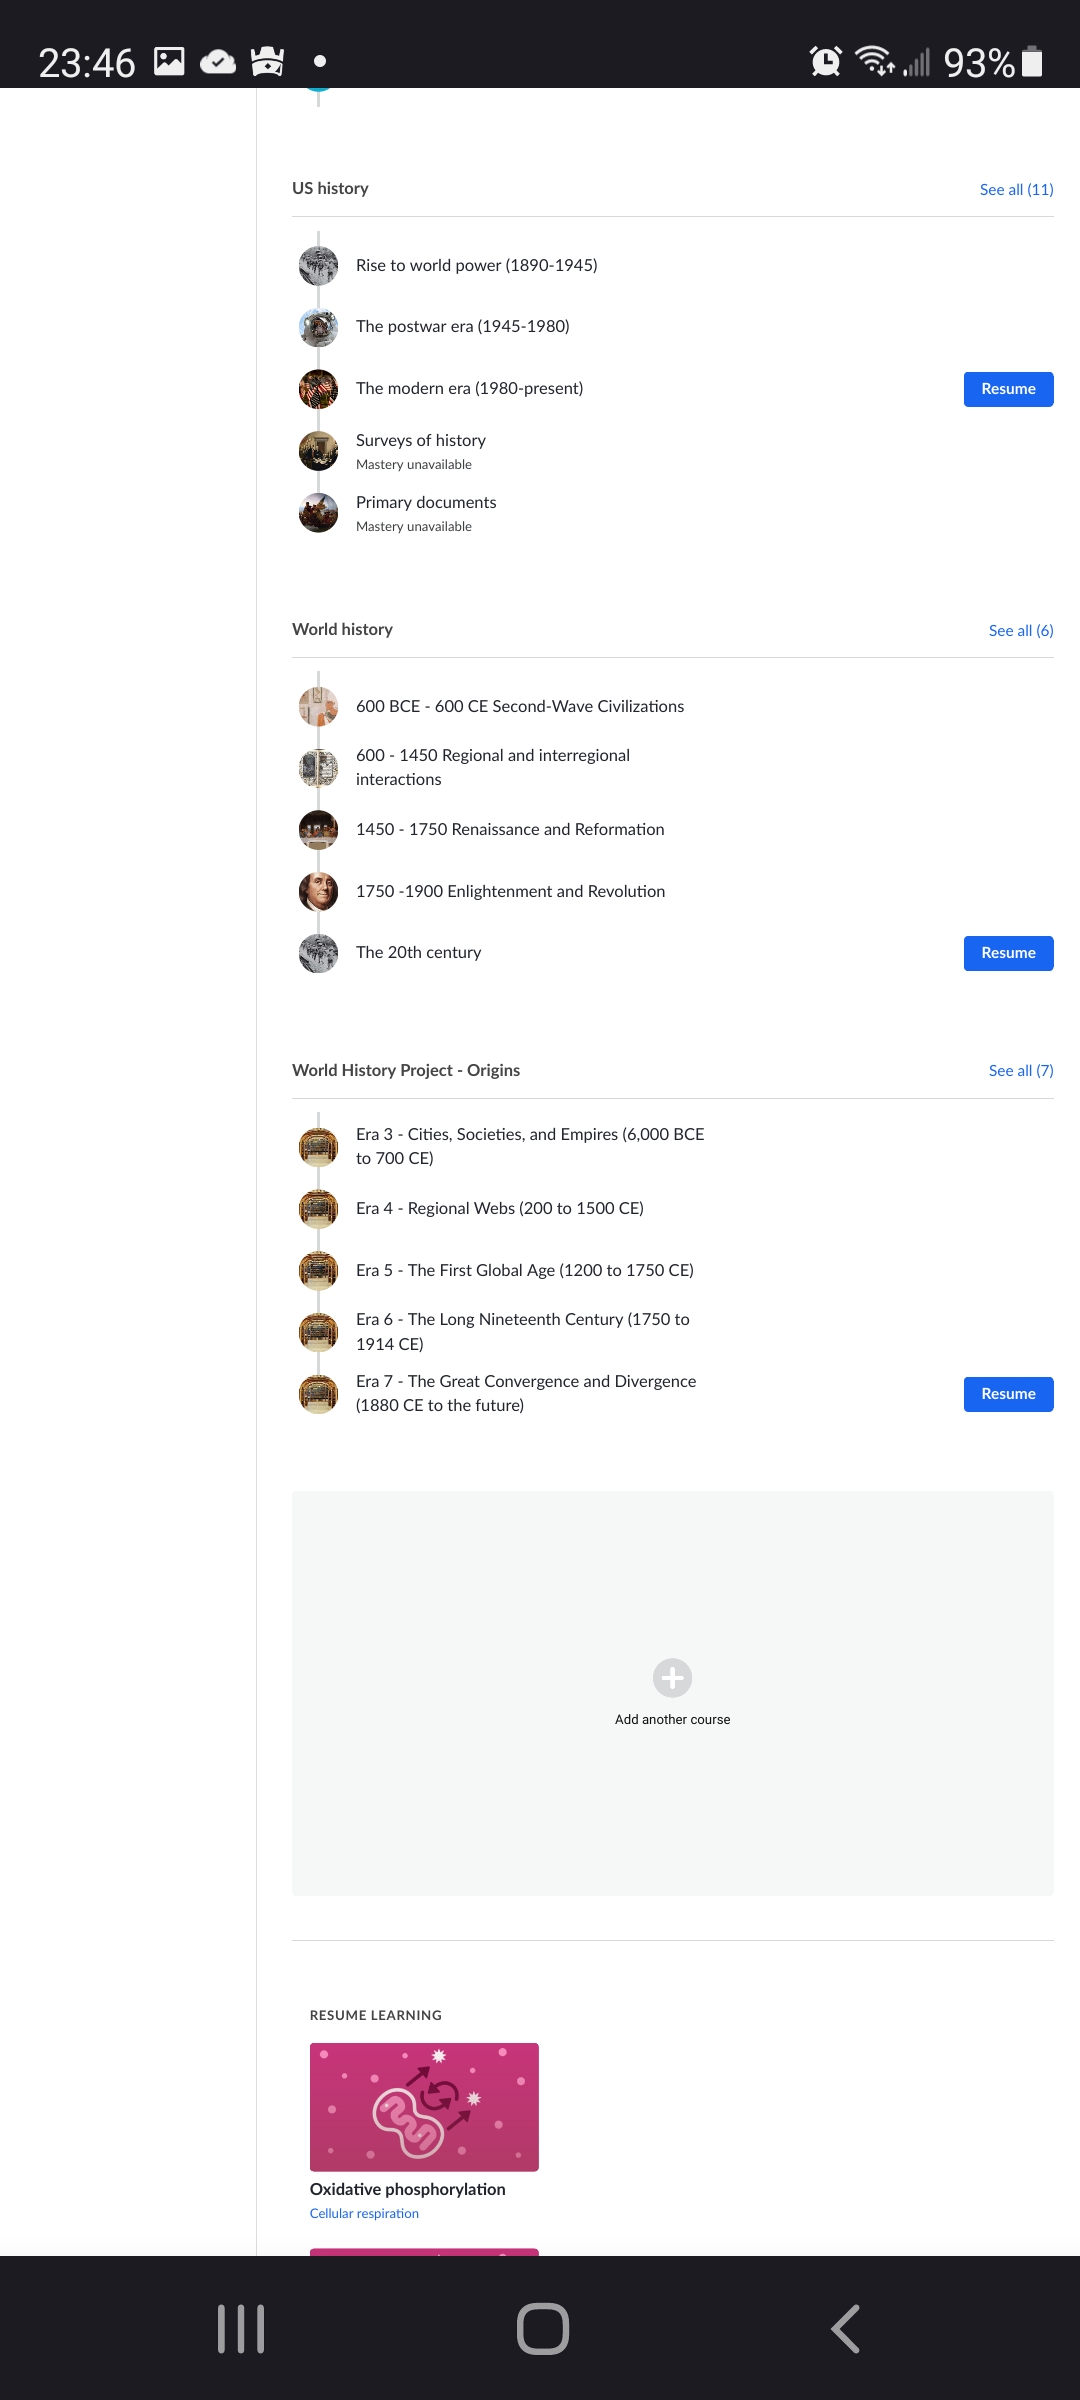 23:46
93%
US history
See all (11)
Rise to world power (1890-1945)
The postwar era (1945-1980)
The modern era (1980-present)
Resume
Surveys of history
Mastery unavailable
Primary documents
Mastery unavailable
World history
See all (6)
600 BCE - 600 CE Second-Wave Civilizations
600 - 1450 Regional and interregional
interactions
1450 - 1750 Renaissance and Reformation
1750 -1900 Enlightenment and Revolution
The 20th century
Resume
World History Project - Origins
See all (7)
Era 3 - Cities, Societies, and Empires (6,000 BCE
to 700 CE)
Era 4 - Regional Webs (200 to 1500 CE)
Era 5 - The First Global Age (1200 to 1750 CE)
Era 6 - The Long Nineteenth Century (1750 to
1914 CE)
Era 7 - The Great Convergence and Divergence
(1880 CE to the future)
Resume
Add another course
RESUME LEARNING
Oxidative phosphorylation
Cellular respiration